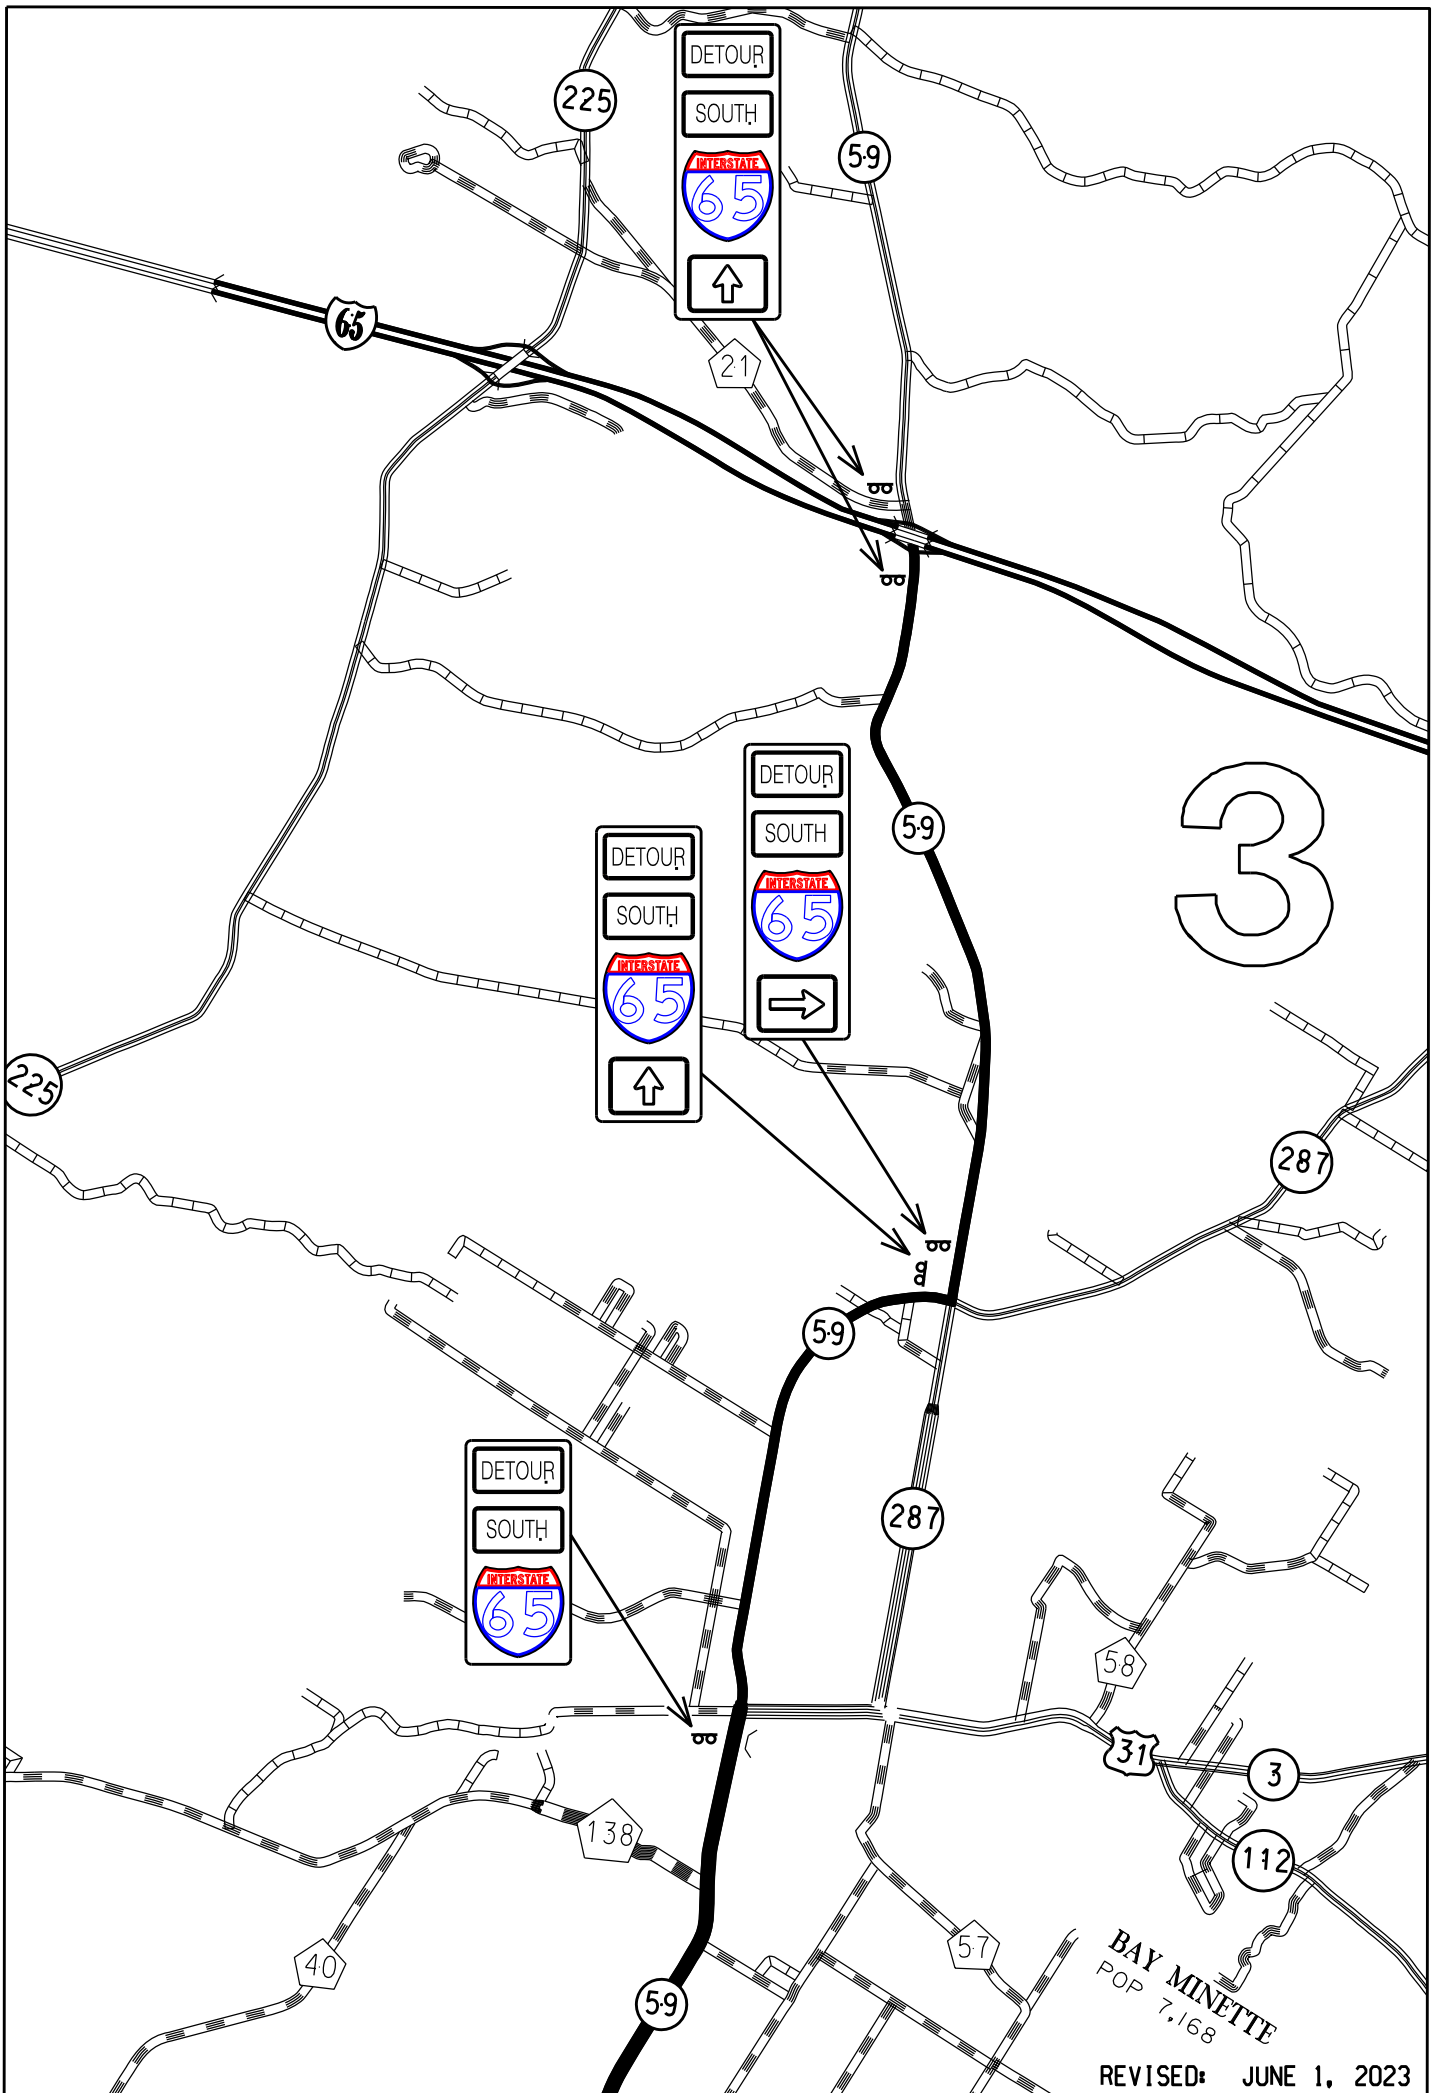 DETOUR
SOUTH
INTERSTATE
65
225
59
65
21
3
DETOUR
SOUTH
INTERSTATE
65
59
DETOUR
SOUTH
INTERSTATE
65
225
287
59
DETOUR
SOUTH
INTERSTATE
65
287
58
31
3
138
112
40
57
59
BAY MINETTE
POP 7,168
REVISED: JUNE 1, 2023